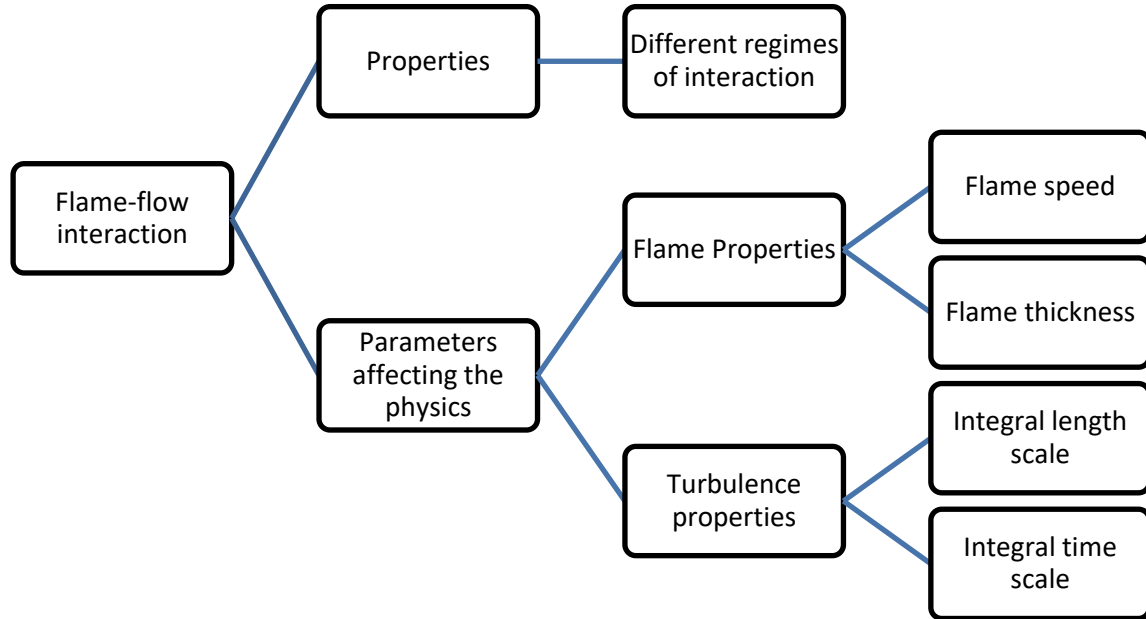 Properties
Different regimes
of interaction
Flame-flow
interaction
Flame speed
Flame Properties
Flame thickness
Parameters
affecting the
physics
Integral length
scale
Turbulence
properties
Integral time
scale